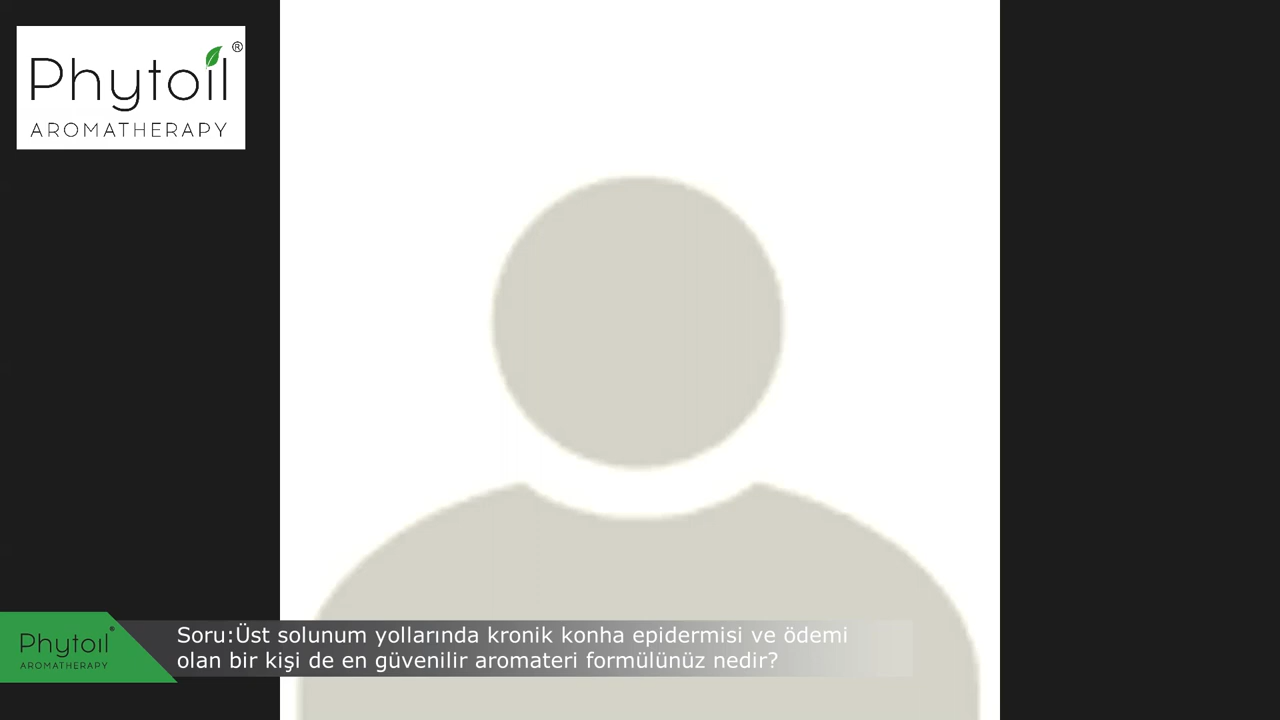 Phytoil®
AROMATHERAPY
Phytoil®
AROMATHERAPY
Soru:Üst solunum yollarında kronik konha epidermisi ve ödemi
olan bir kişi de en güvenilir aromateri formülünüz nedir?